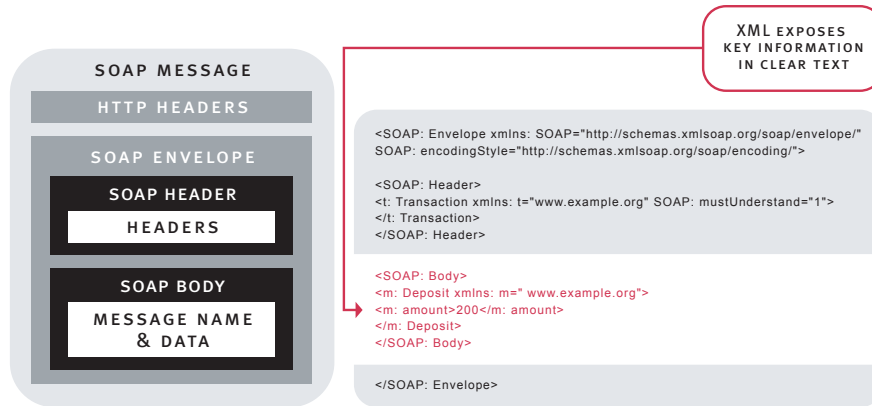 XML EXPOSES
KEY INFORMATION
IN CLEAR TEXT
SOAP MESSAGE
HTTP HEADERS
SOAP ENVELOPE
SOAP HEADER
HEADERS
SOAP BODY
MESSAGE NAME
& DATA
<SOAP: Envelope xmlns: SOAP="http://schemas.xmlsoap.org/soap/envelope/"
SOAP: encodingStyle="http://schemas.xmlsoap.org/soap/encoding/">
<SOAP: Header>
<t: Transaction xmlns: t="www.example.org" SOAP: mustUnderstand="1">
</t: Transaction>
</SOAP: Header>
<SOAP: Body>
<m: Deposit xmlns: m=" www.example.org">
<m: amount>200</m: amount>
</m: Deposit>
</SOAP: Body>
</SOAP: Envelope>